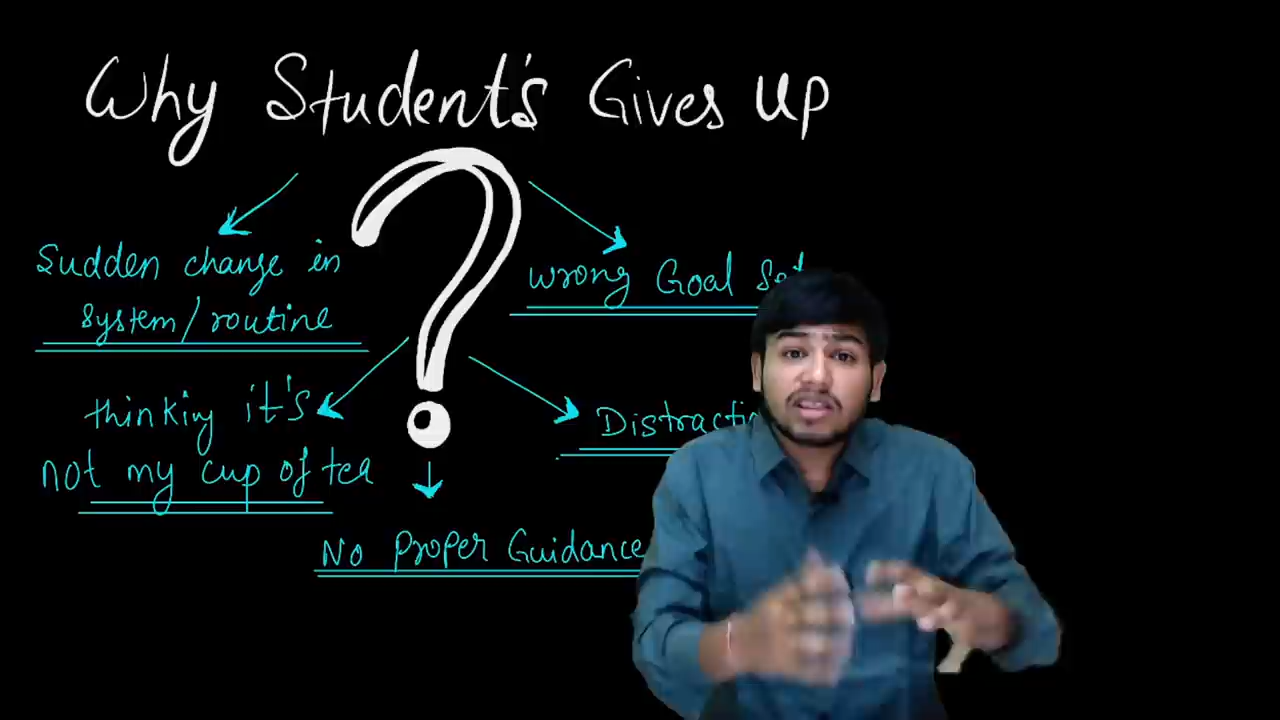 Why Student's Gives Up
?
Sudden change in
system/routine
Wrong Goal
thinking it's
not my cup of tea
No Proper Guidance